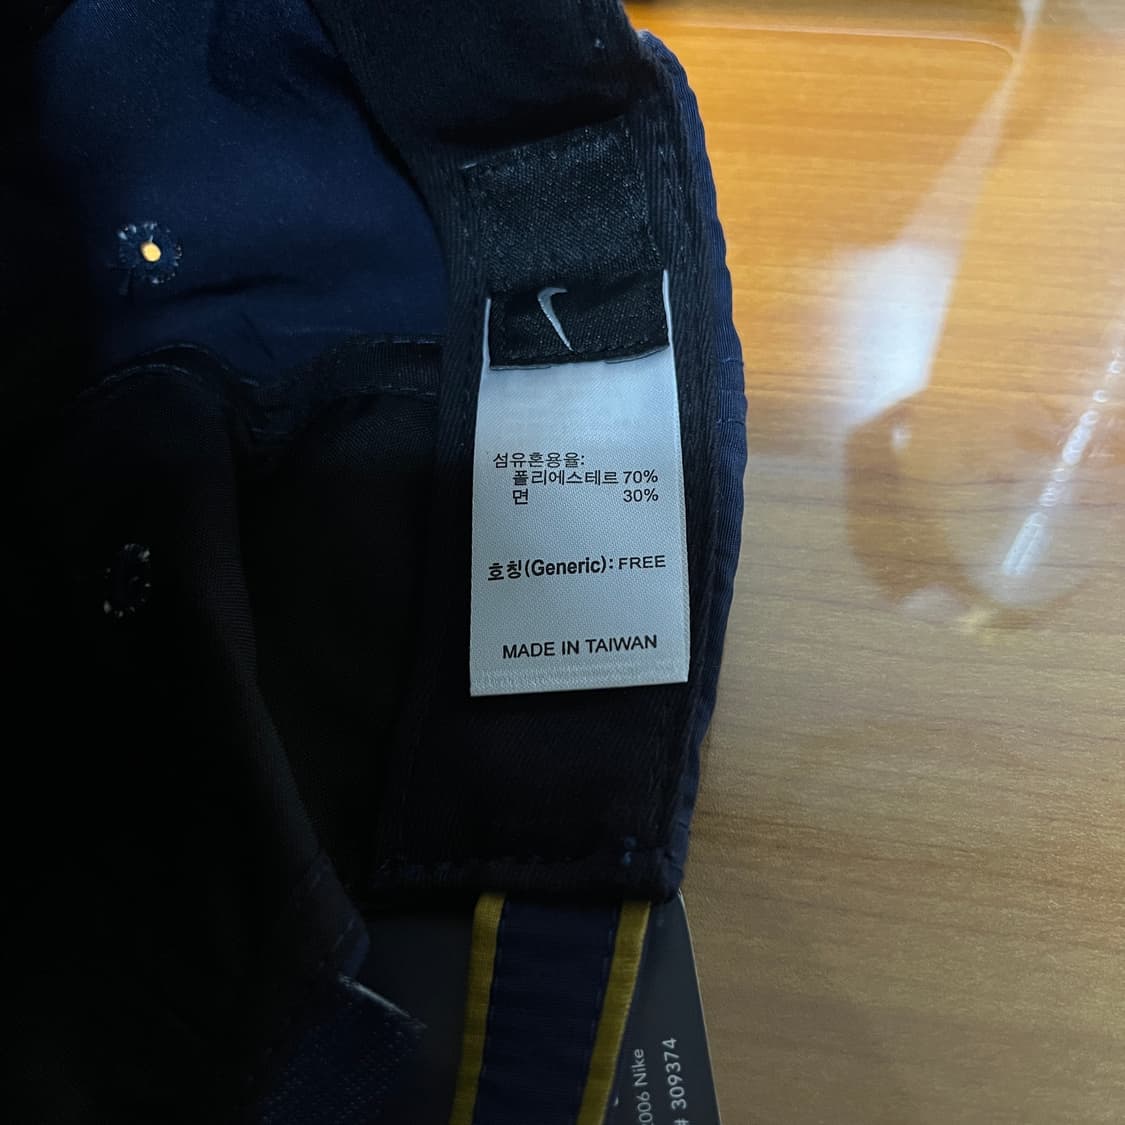 섬유혼용율:
폴리에스테르 70%
면 30%
호칭(Generic): FREE
MADE IN TAIWAN
006 Nike
# 309374